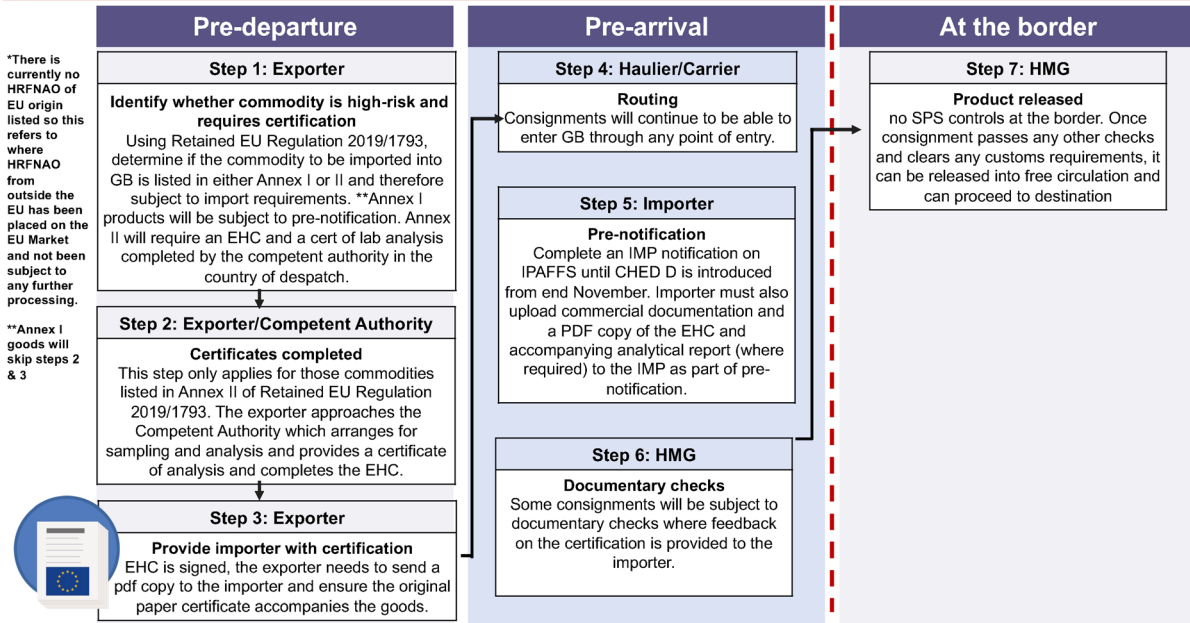 Pre-departure
Pre-arrival
At the border
*There is
currently no
HRFNAO of
EU origin
listed so this
refers to
where
HRFNAO
from
outside the
EU has been
placed on the
EU Market
and not been
subject to
any further
processing.
**Annex I
goods will
skip steps 2
& 3
Step 1: Exporter
Identify whether commodity is high-risk and
requires certification
Using Retained EU Regulation 2019/1793,
determine if the commodity to be imported into
GB is listed in either Annex I or II and therefore
subject to import requirements. **Annex I
products will be subject to pre-notification. Annex
II will require an EHC and a cert of lab analysis
completed by the competent authority in the
country of despatch.
Step 2: Exporter/Competent Authority
Certificates completed
This step only applies for those commodities
listed in Annex II of Retained EU Regulation
2019/1793. The exporter approaches the
Competent Authority which arranges for
sampling and analysis and provides a certificate
of analysis and completes the EHC.
Step 3: Exporter
Provide importer with certification
EHC is signed, the exporter needs to send a
pdf copy to the importer and ensure the original
paper certificate accompanies the goods.
Step 4: Haulier/Carrier
Routing
Consignments will continue to be able to
enter GB through any point of entry.
Step 5: Importer
Pre-notification
Complete an IMP notification on
IPAFFS until CHED D is introduced
from end November. Importer must also
upload commercial documentation and
a PDF copy of the EHC and
accompanying analytical report (where
required) to the IMP as part of pre-
notification.
Step 6: HMG
Documentary checks
Some consignments will be subject to
documentary checks where feedback
on the certification is provided to the
importer.
Step 7: HMG
Product released
no SPS controls at the border. Once
consignment passes any other checks
and clears any customs requirements, it
can be released into free circulation and
can proceed to destination